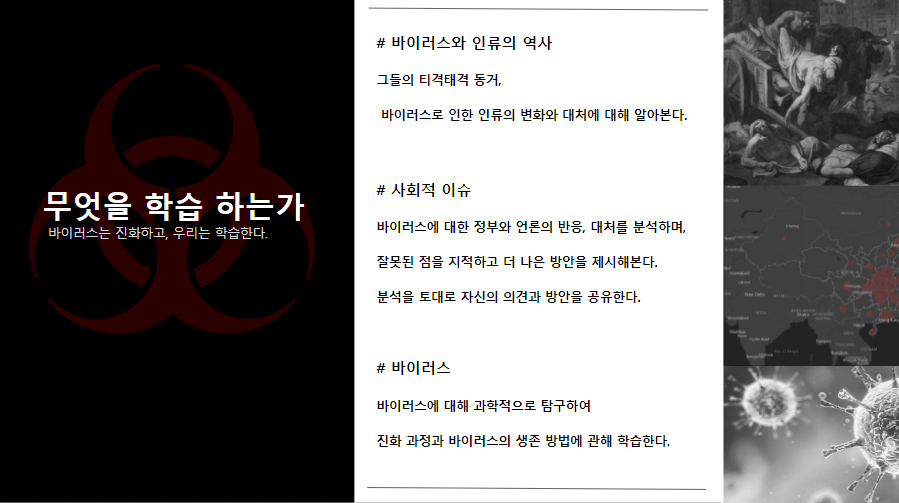 무엇을 학습 하는가
바이러스는 진화하고, 우리는 학습한다.
# 바이러스와 인류의 역사
그들의 티격태격 동거,
바이러스로 인한 인류의 변화와 대처에 대해 알아본다.
# 사회적 이슈
바이러스에 대한 정부와 언론의 반응, 대처를 분석하며,
잘못된 점을 지적하고 더 나은 방안을 제시해본다.
분석을 토대로 자신의 의견과 방안을 공유한다.
# 바이러스
바이러스에 대해 과학적으로 탐구하여
진화 과정과 바이러스의 생존 방법에 관해 학습한다.